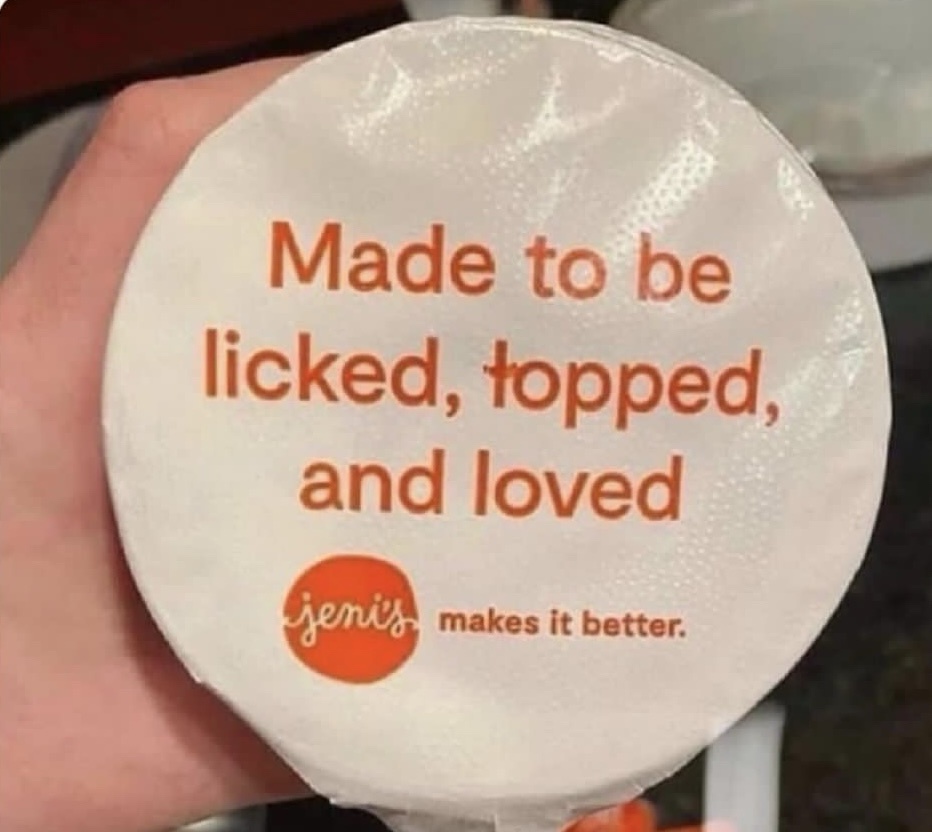 Made to be
licked, topped,
and loved
jeni's makes it better.